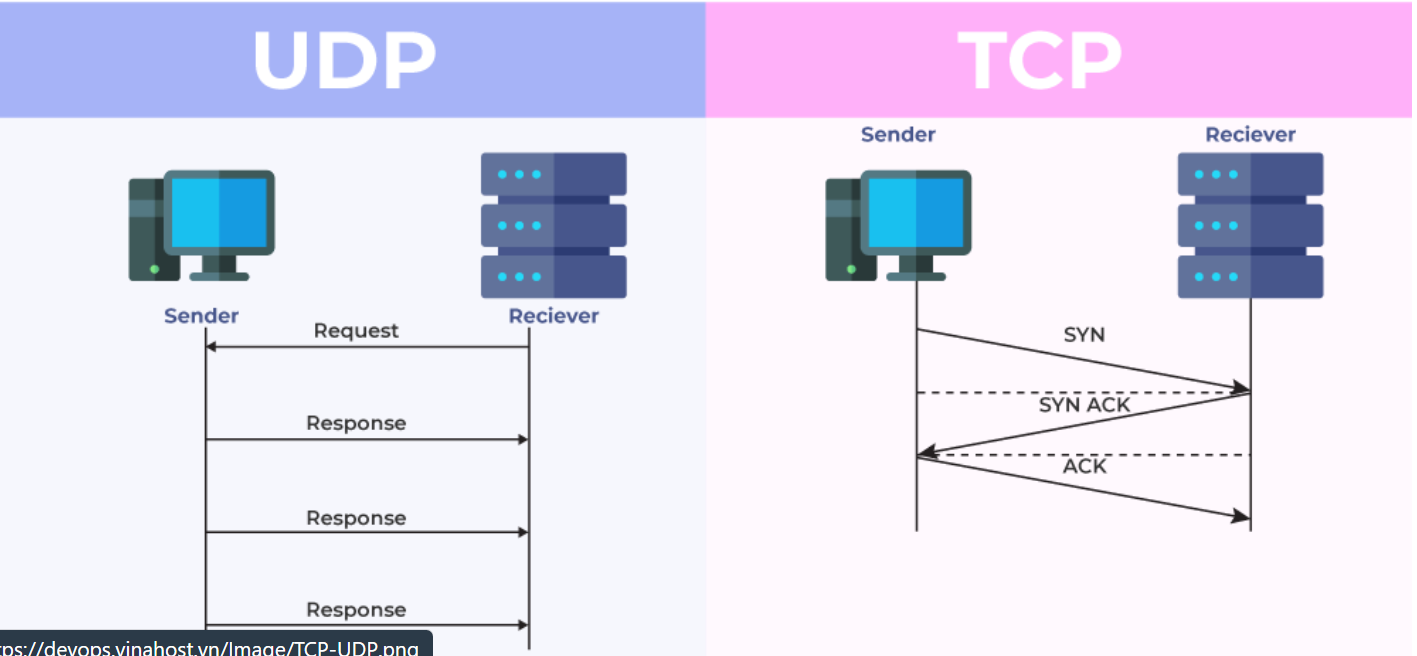 UDP
Sender
Reciever
Request
Response
Response
Response
TCP
Sender
Reciever
SYN
SYN ACK
ACK
ps://devops.vinahost.vn/Image/TCP-UDP.png